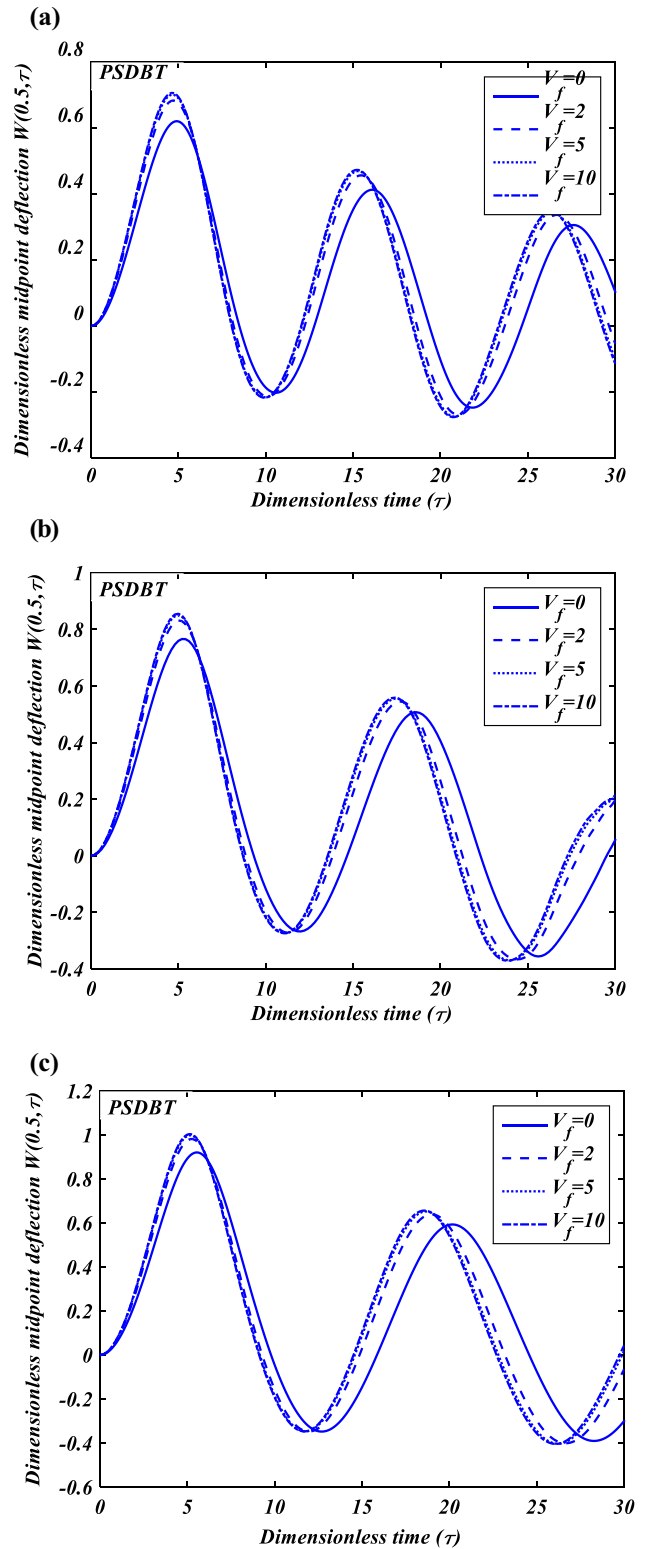 (a)
0.8
PSDBT
V_f=0
V_f=2
V_f=5
V_f=10
0.6
0.4
0.2
0
-0.2
-0.4
Dimensionless midpoint deflection W(0.5,τ)
0 5 10 15 20 25 30
Dimensionless time (τ)
(b)
1
PSDBT
V_f=0
V_f=2
V_f=5
V_f=10
0.8
0.6
0.4
0.2
0
-0.2
-0.4
Dimensionless midpoint deflection W(0.5,τ)
0 5 10 15 20 25 30
Dimensionless time (τ)
(c)
1.2
PSDBT
V_f=0
V_f=2
V_f=5
V_f=10
1
0.8
0.6
0.4
0.2
0
-0.2
-0.4
-0.6
Dimensionless midpoint deflection W(0.5,τ)
0 5 10 15 20 25 30
Dimensionless time (τ)